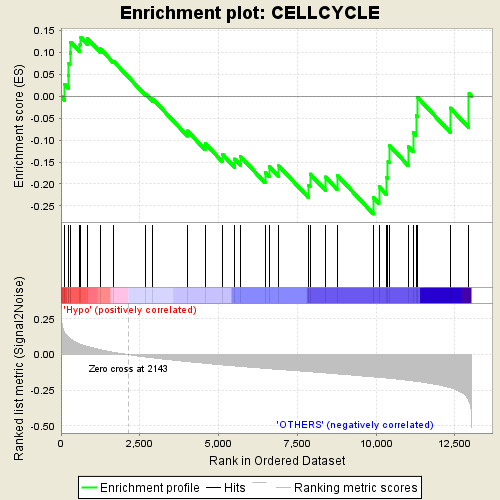 Enrichment plot: CELLCYCLE
Enrichment score (ES)
0.15
0.10
0.05
0.00
-0.05
-0.10
-0.15
-0.20
-0.25
'Hypo' (positively correlated)
Ranked list metric (Signal2Noise)
0.25
0.00
-0.25
-0.50
Zero cross at 2143
'OTHERS' (negatively correlated)
0
2,500
5,000
7,500
10,000
12,500
Rank in Ordered Dataset
Enrichment profile
Hits
Ranking metric scores